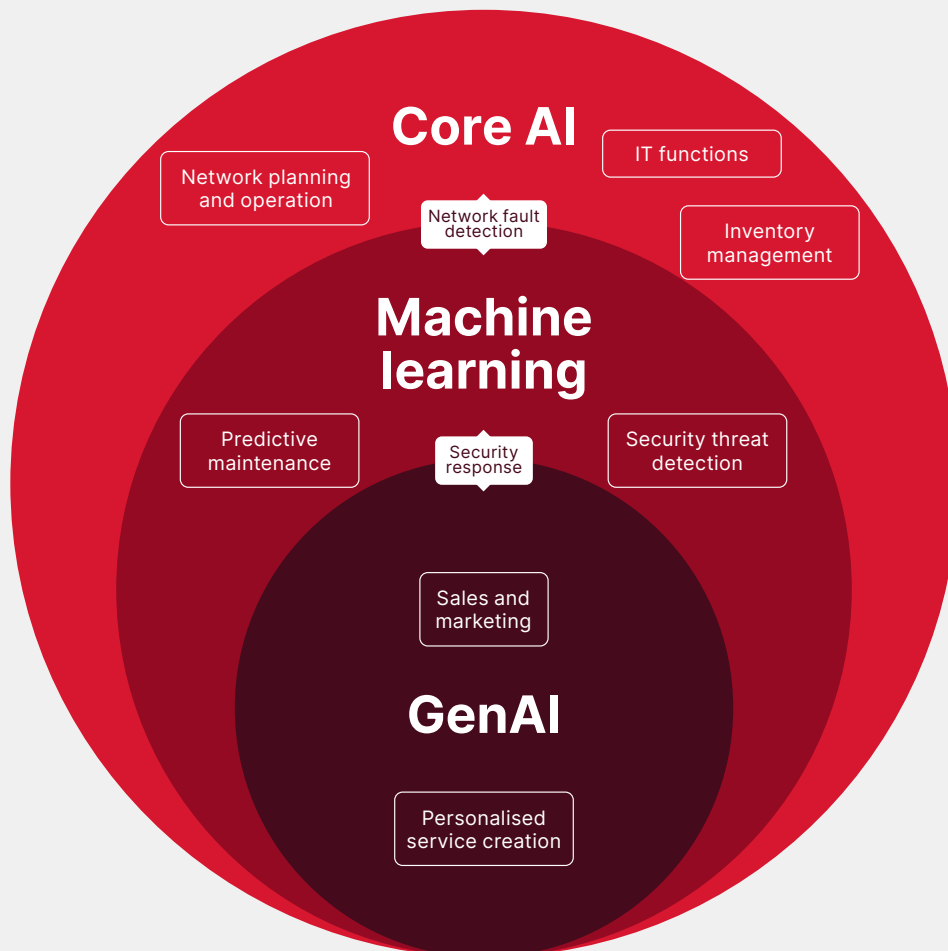 Core AI
IT functions
Network planning
and operation
Network fault
detection
Inventory
management
Machine
learning
Predictive
maintenance
Security
response
Security threat
detection
Sales and
marketing
GenAI
Personalised
service creation